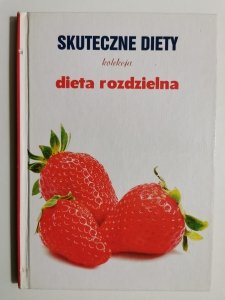 SKUTECZNE DIETY
kolekcja
dieta rozdzielna